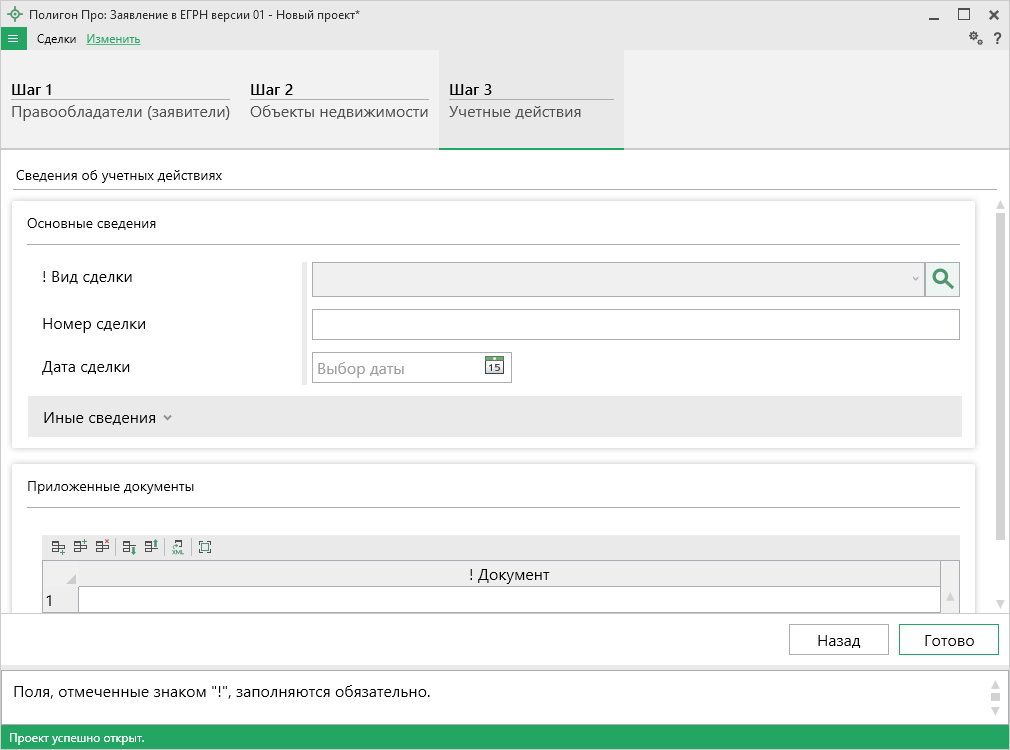 Полигон Про: Заявление в ЕГРН версии 01 - Новый проект*
Сделки Изменить ?
Шаг 1 Шаг 2 Шаг 3
Правообладатели (заявители) Объекты недвижимости Учетные действия
Сведения об учетных действиях
Основные сведения
! Вид сделки
Номер сделки
Дата сделки Выбор даты 15
Иные сведения
Приложенные документы
XML
! Документ
1
Назад Готово
Поля, отмеченные знаком "!", заполняются обязательно.
Проект успешно открыт.